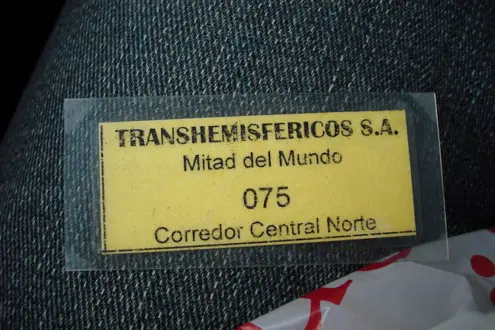 TRANSHEMISFERICOS S.A.
Mitad del Mundo
075
Corredor Central Norte